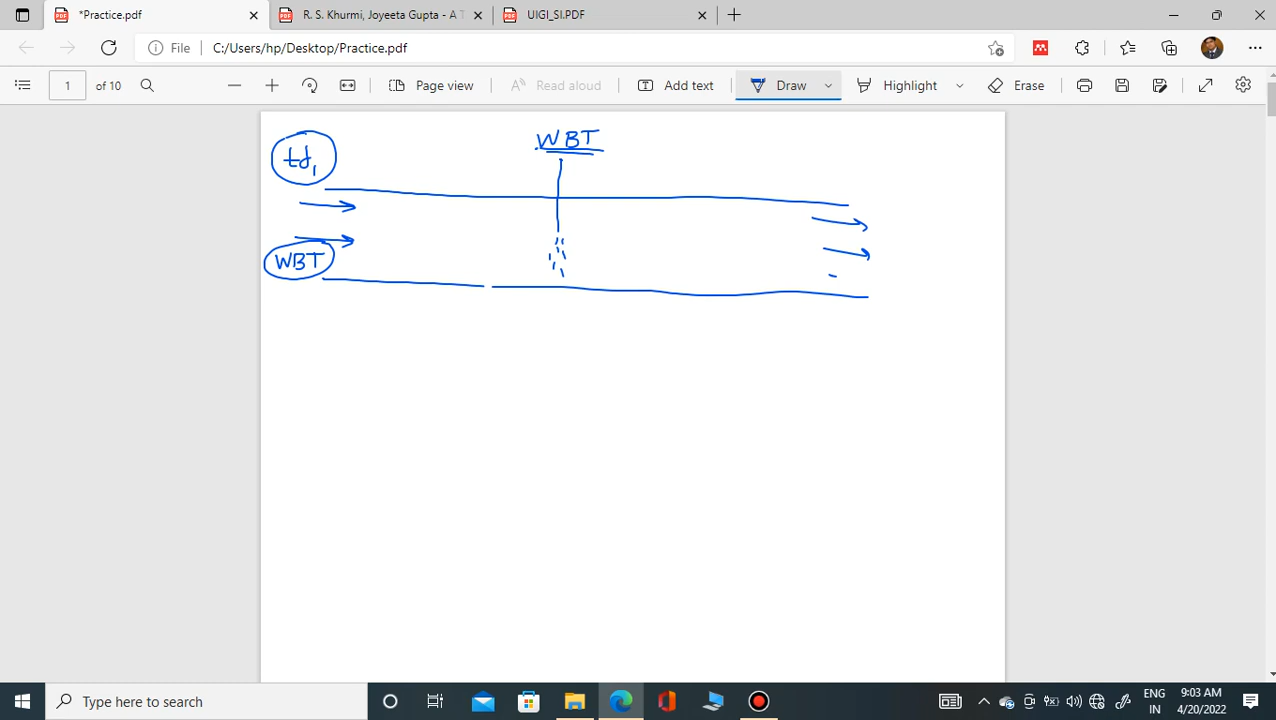 *Practice.pdf
R. S. Khurmi, Joyeeta Gupta - A T
UIGI_SI.PDF
File
C:/Users/hp/Desktop/Practice.pdf
1 of 10
Page view
Read aloud
Add text
Draw
Highlight
Erase
WBT
td1
WBT
Type here to search
ENG
IN
9:03 AM
4/20/2022